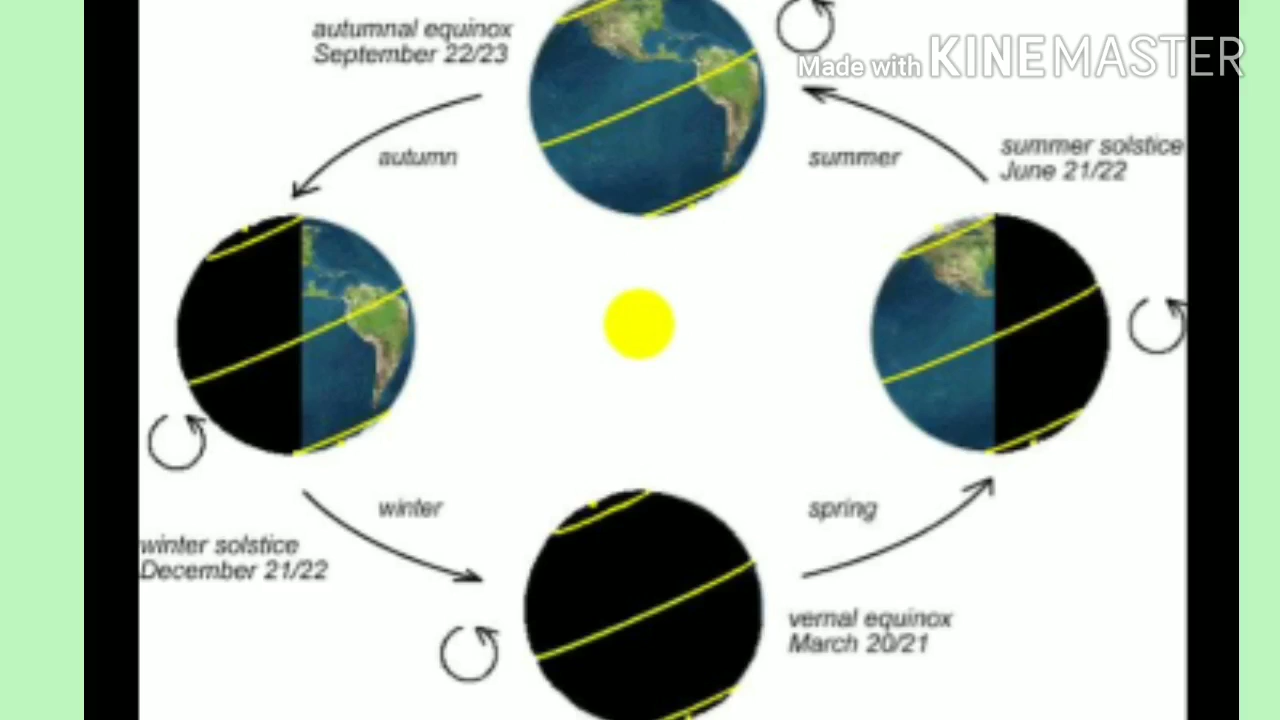 autumnal equinox
September 22/23
Made with KINEMASTER
autumn
summer
summer solstice
June 21/22
winter
spring
winter solstice
December 21/22
vernal equinox
March 20/21